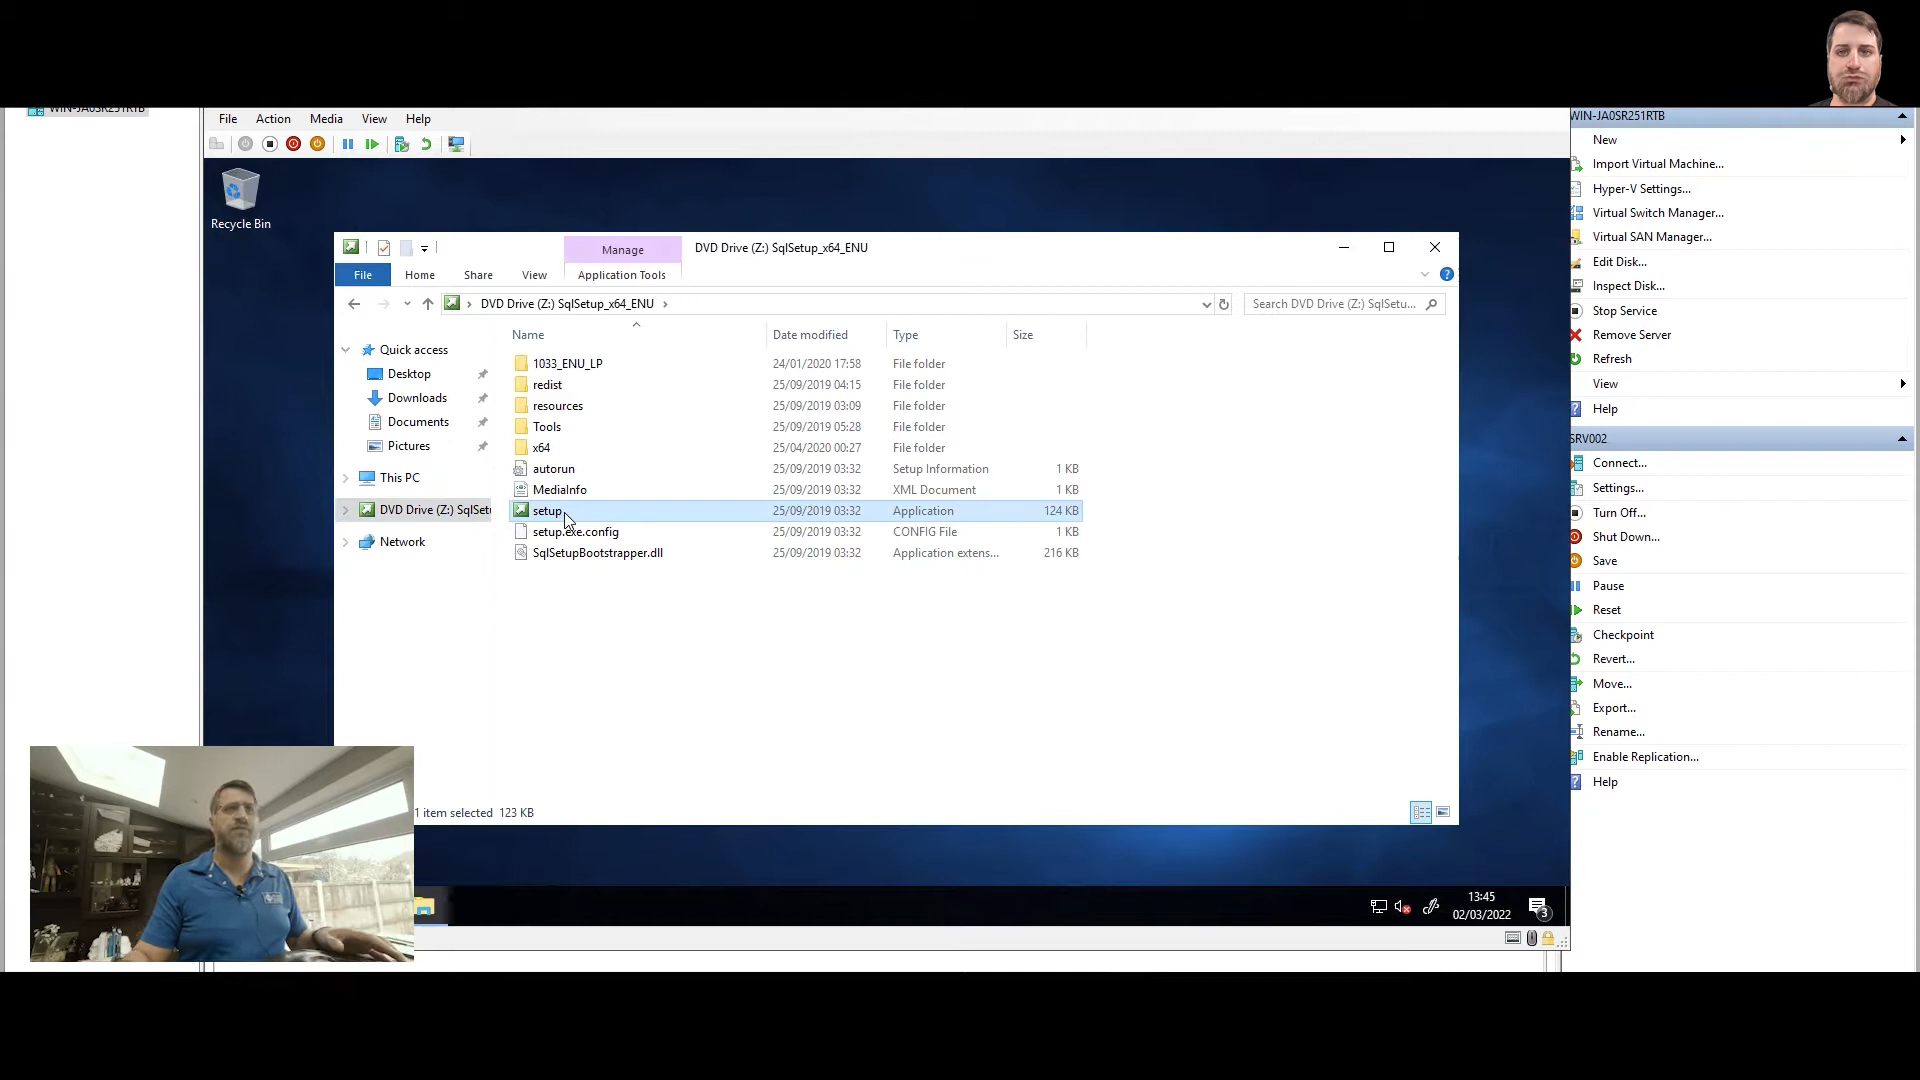 WIN-JA0SR251RTB
File Action Media View Help
Recycle Bin
Manage
DVD Drive (Z:) SqlSetup_x64_ENU
File Home Share View Application Tools
DVD Drive (Z:) SqlSetup_x64_ENU
Search DVD Drive (Z:) SqlSetu...
Name Date modified Type Size
Quick access
Desktop
Downloads
Documents
Pictures
This PC
DVD Drive (Z:) SqlSetu
Network
1033_ENU_LP 24/01/2020 17:58 File folder
redist 25/09/2019 04:15 File folder
resources 25/09/2019 03:09 File folder
Tools 25/09/2019 05:28 File folder
x64 25/04/2020 00:27 File folder
autorun 25/09/2019 03:32 Setup Information 1 KB
MediaInfo 25/09/2019 03:32 XML Document 1 KB
setup 25/09/2019 03:32 Application 124 KB
setup.exe.config 25/09/2019 03:32 CONFIG File 1 KB
SqlSetupBootstrapper.dll 25/09/2019 03:32 Application extens... 216 KB
1 item selected 123 KB
13:45
02/03/2022
3
WIN-JA0SR251RTB
New
Import Virtual Machine...
Hyper-V Settings...
Virtual Switch Manager...
Virtual SAN Manager...
Edit Disk...
Inspect Disk...
Stop Service
Remove Server
Refresh
View
Help
SRV002
Connect...
Settings...
Turn Off...
Shut Down...
Save
Pause
Reset
Checkpoint
Revert...
Move...
Export...
Rename...
Enable Replication...
Help